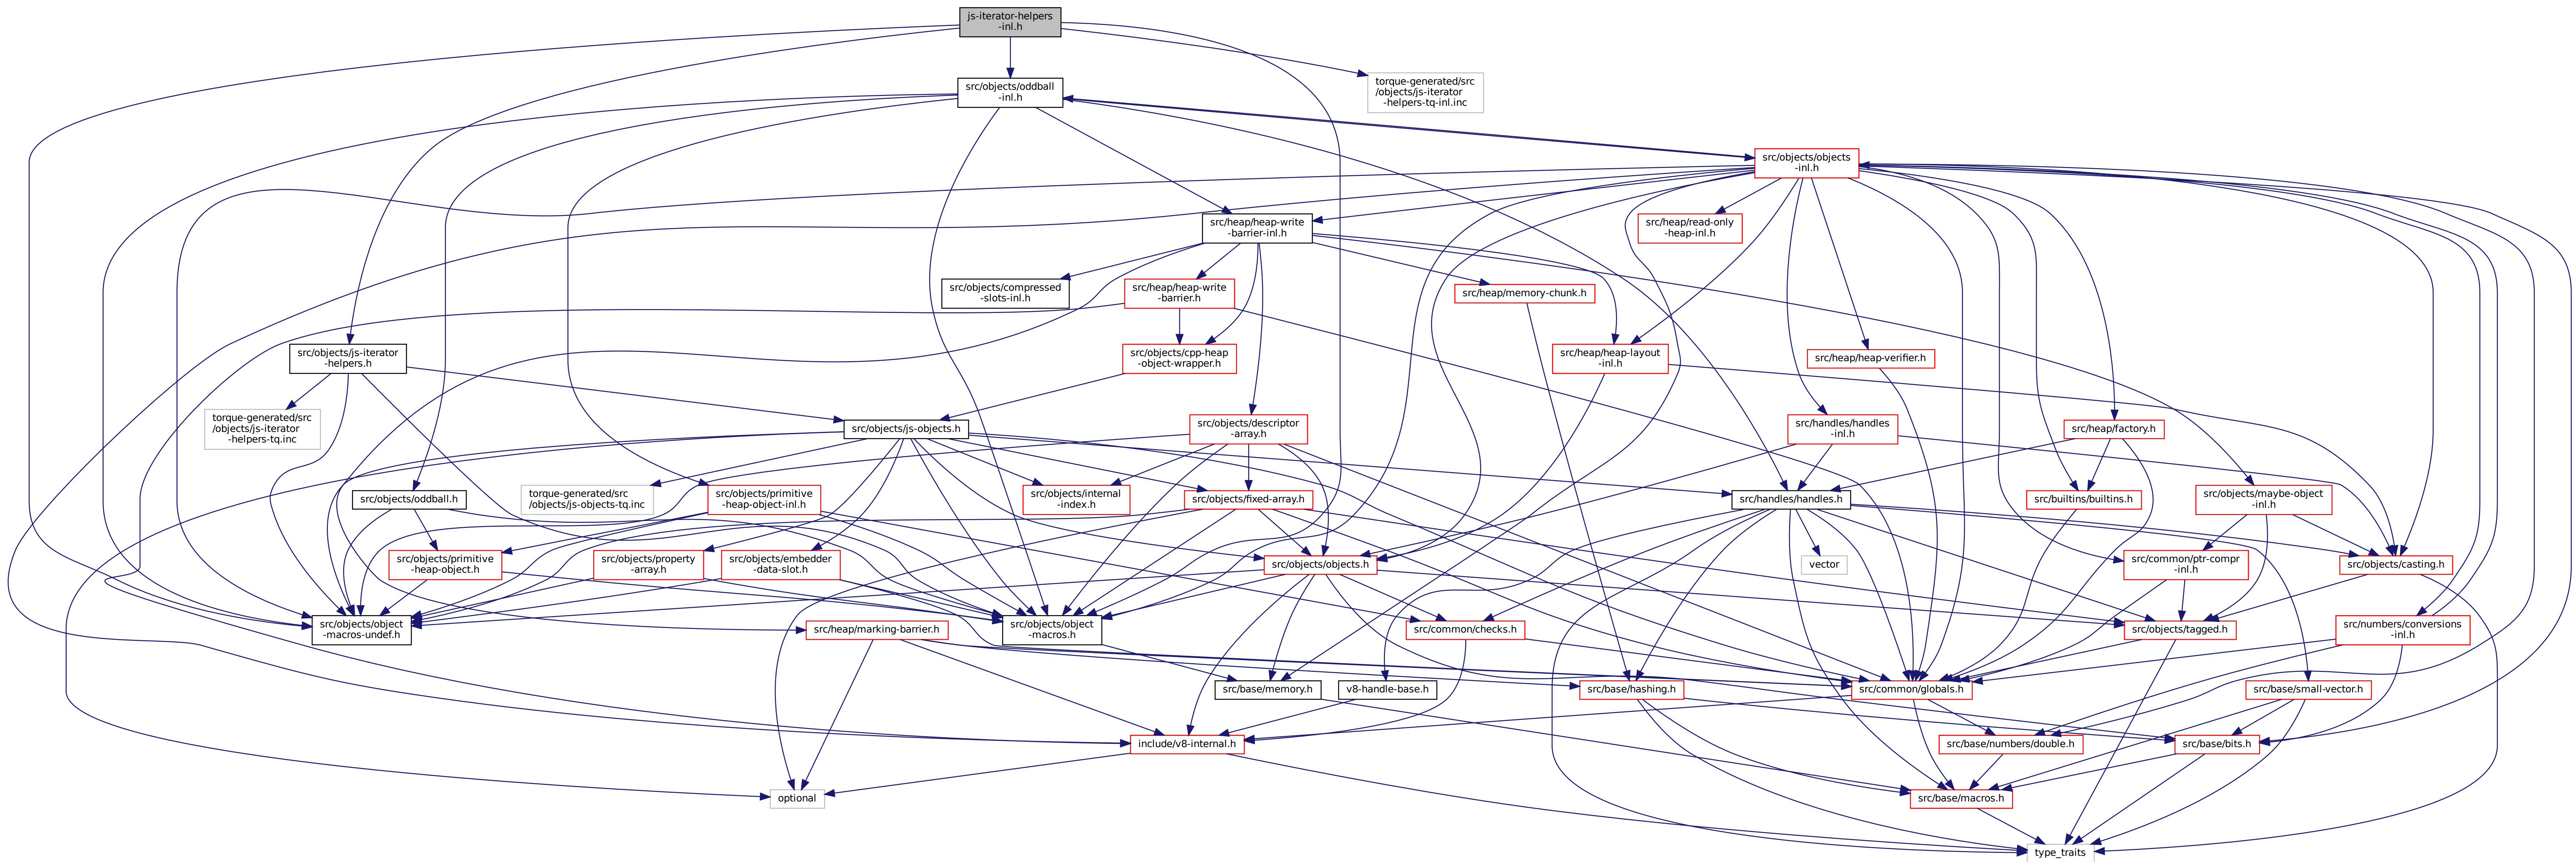 js-iterator-helpers
-inl.h
src/objects/oddball
-inl.h
torque-generated/src
/objects/js-iterator
-helpers-tq-inl.inc
src/objects/objects
-inl.h
src/heap/heap-write
-barrier-inl.h
src/heap/read-only
-heap-inl.h
src/objects/compressed
-slots-inl.h
src/heap/heap-write
-barrier.h
src/heap/memory-chunk.h
src/objects/js-iterator
-helpers.h
src/objects/cpp-heap
-object-wrapper.h
src/heap/heap-layout
-inl.h
src/heap/heap-verifier.h
torque-generated/src
/objects/js-iterator
-helpers-tq.inc
src/objects/js-objects.h
src/objects/descriptor
-array.h
src/handles/handles
-inl.h
src/heap/factory.h
src/objects/oddball.h
torque-generated/src
/objects/js-objects-tq.inc
src/objects/primitive
-heap-object-inl.h
src/objects/internal
-index.h
src/objects/fixed-array.h
src/handles/handles.h
src/builtins/builtins.h
src/objects/maybe-object
-inl.h
src/objects/primitive
-heap-object.h
src/objects/property
-array.h
src/objects/embedder
-data-slot.h
src/objects/objects.h
vector
src/common/ptr-compr
-inl.h
src/objects/casting.h
src/objects/object
-macros-undef.h
src/heap/marking-barrier.h
src/objects/object
-macros.h
src/common/checks.h
src/objects/tagged.h
src/numbers/conversions
-inl.h
src/base/memory.h
v8-handle-base.h
src/base/hashing.h
src/common/globals.h
src/base/small-vector.h
include/v8-internal.h
src/base/numbers/double.h
src/base/bits.h
optional
src/base/macros.h
type_traits